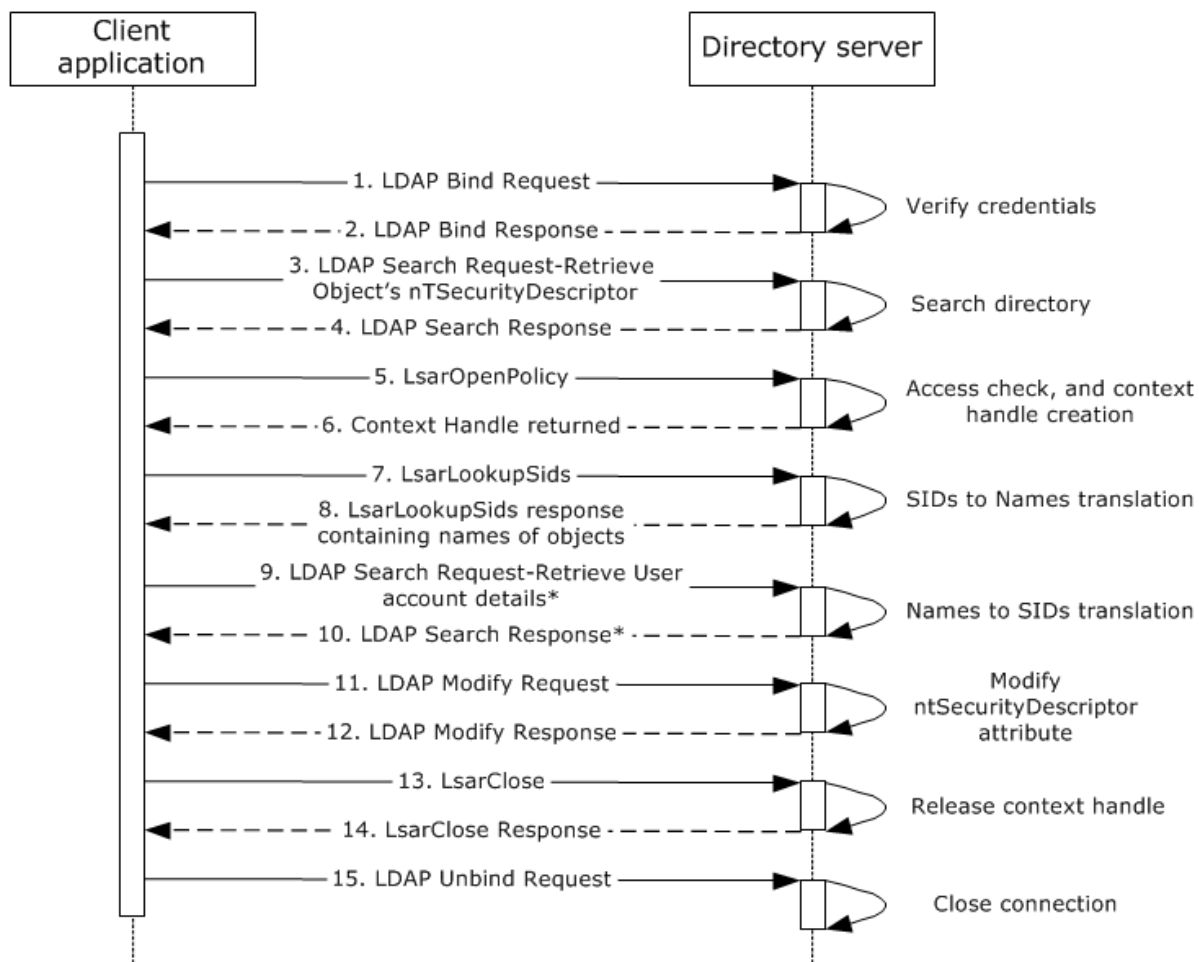 Client
application
Directory server
1. LDAP Bind Request
Verify credentials
2. LDAP Bind Response
3. LDAP Search Request-Retrieve
Object's nTSecurityDescriptor
Search directory
4. LDAP Search Response
5. LsarOpenPolicy
Access check, and context
handle creation
6. Context Handle returned
7. LsarLookupSids
SIDs to Names translation
8. LsarLookupSids response
containing names of objects
9. LDAP Search Request-Retrieve User
account details*
Names to SIDs translation
10. LDAP Search Response*
11. LDAP Modify Request
Modify
ntSecurityDescriptor
attribute
12. LDAP Modify Response
13. LsarClose
Release context handle
14. LsarClose Response
15. LDAP Unbind Request
Close connection